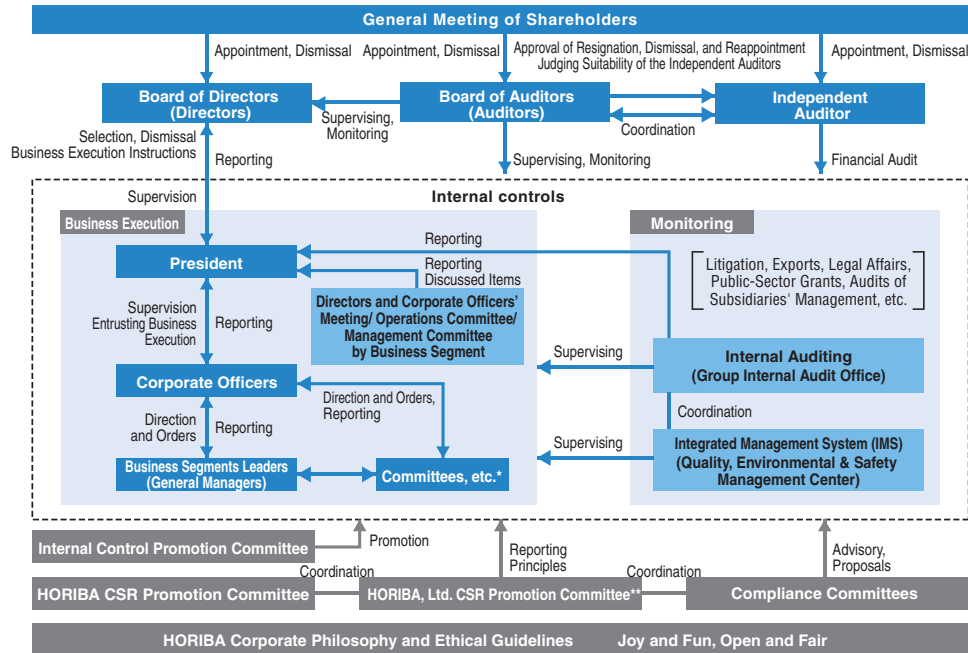 General Meeting of Shareholders
Appointment, Dismissal
Appointment, Dismissal
Approval of Resignation, Dismissal, and Reappointment
Judging Suitability of the Independent Auditors
Appointment, Dismissal
Board of Directors
(Directors)
Supervising,
Monitoring
Board of Auditors
(Auditors)
Coordination
Independent
Auditor
Selection, Dismissal
Business Execution Instructions
Reporting
Supervising, Monitoring
Financial Audit
Supervision
Internal controls
Business Execution
Monitoring
President
Reporting
Reporting
Discussed Items
Litigation, Exports, Legal Affairs,
Public-Sector Grants, Audits of
Subsidiaries' Management, etc.
Directors and Corporate Officers'
Meeting/ Operations Committee/
Management Committee
by Business Segment
Supervision
Entrusting Business
Execution
Reporting
Supervising
Internal Auditing
(Group Internal Audit Office)
Corporate Officers
Direction and Orders,
Reporting
Coordination
Direction
and Orders
Reporting
Supervising
Integrated Management System (IMS)
(Quality, Environmental & Safety
Management Center)
Business Segments Leaders
(General Managers)
Committees, etc.*
Internal Control Promotion Committee
Promotion
Reporting
Principles
Advisory,
Proposals
Coordination
Coordination
HORIBA CSR Promotion Committee
HORIBA, Ltd. CSR Promotion Committee**
Compliance Committees
HORIBA Corporate Philosophy and Ethical Guidelines Joy and Fun, Open and Fair